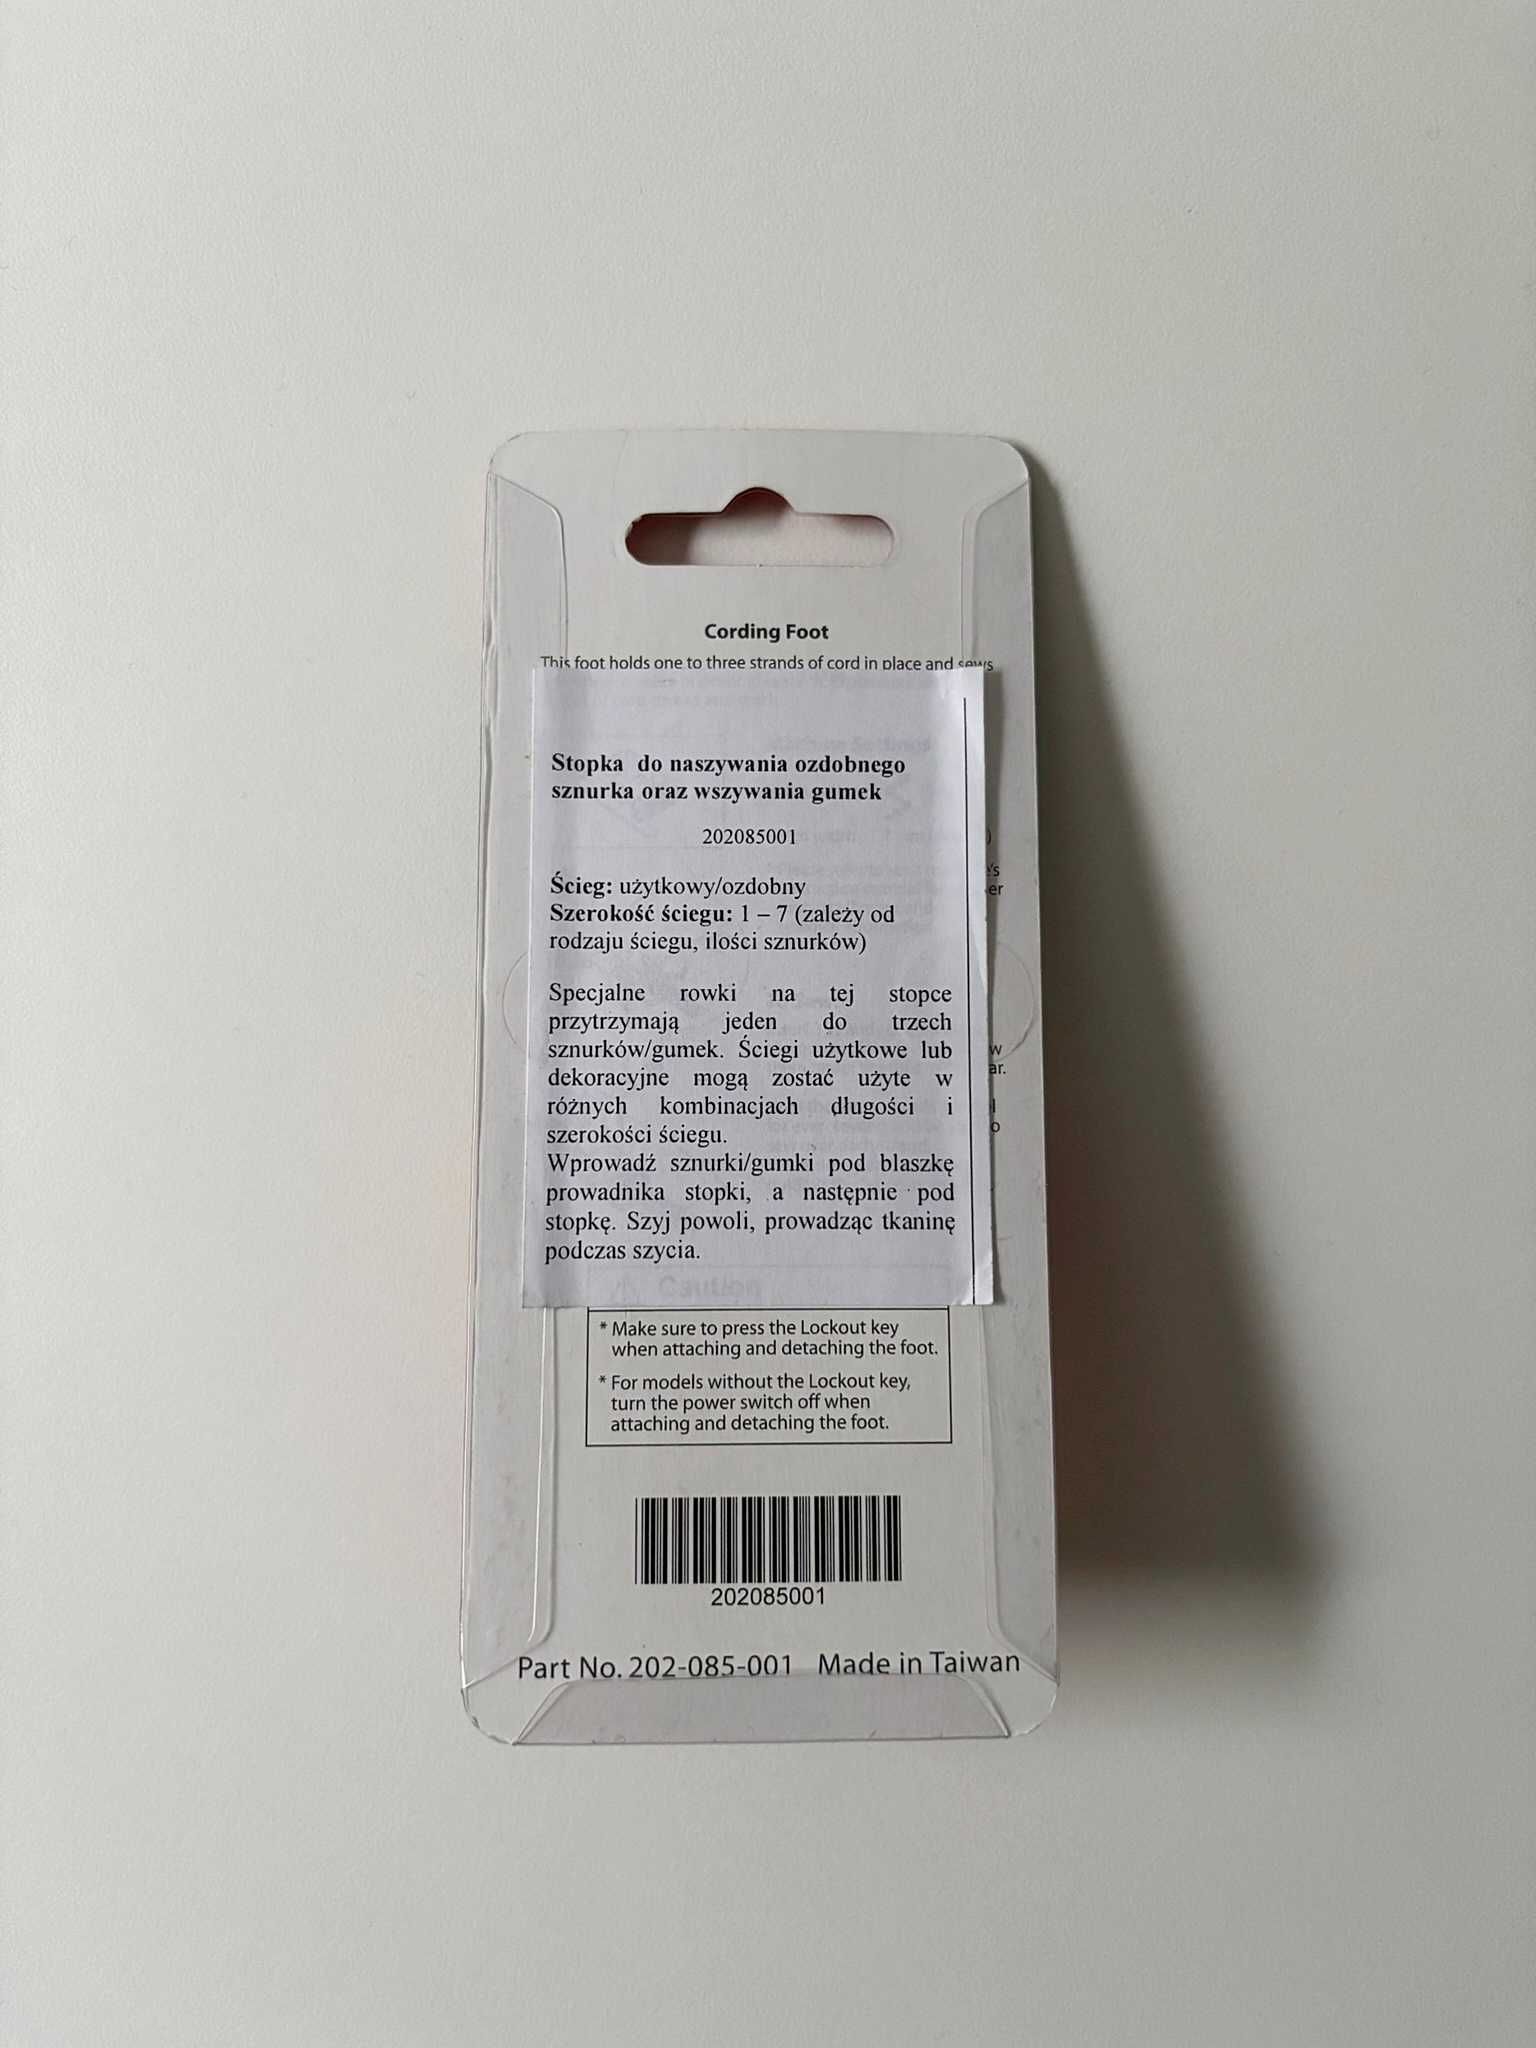 Cording Foot
This foot holds one to three strands of cord in place and sews
Stopka do naszywania ozdobnego
sznurka oraz wszywania gumek
202085001
)
Ścieg: użytkowy/ozdobny
's
er
Szerokość ściegu: 1 – 7 (zależy od
rodzaju ściegu, ilości sznurków)
Specjalne rowki na tej stopce
przytrzymają jeden do trzech
sznurków/gumek. Ściegi użytkowe lub
w
dekoracyjne mogą zostać użyte w
ar.
różnych kombinacjach długości i
szerokości ściegu.
Wprowadź sznurki/gumki pod blaszkę
prowadnika stopki, a następnie pod
stopkę. Szyj powoli, prowadząc tkaninę
podczas szycia.
Caution
* Make sure to press the Lockout key
when attaching and detaching the foot.
* For models without the Lockout key,
turn the power switch off when
attaching and detaching the foot.
202085001
Part No. 202-085-001 Made in Taiwan